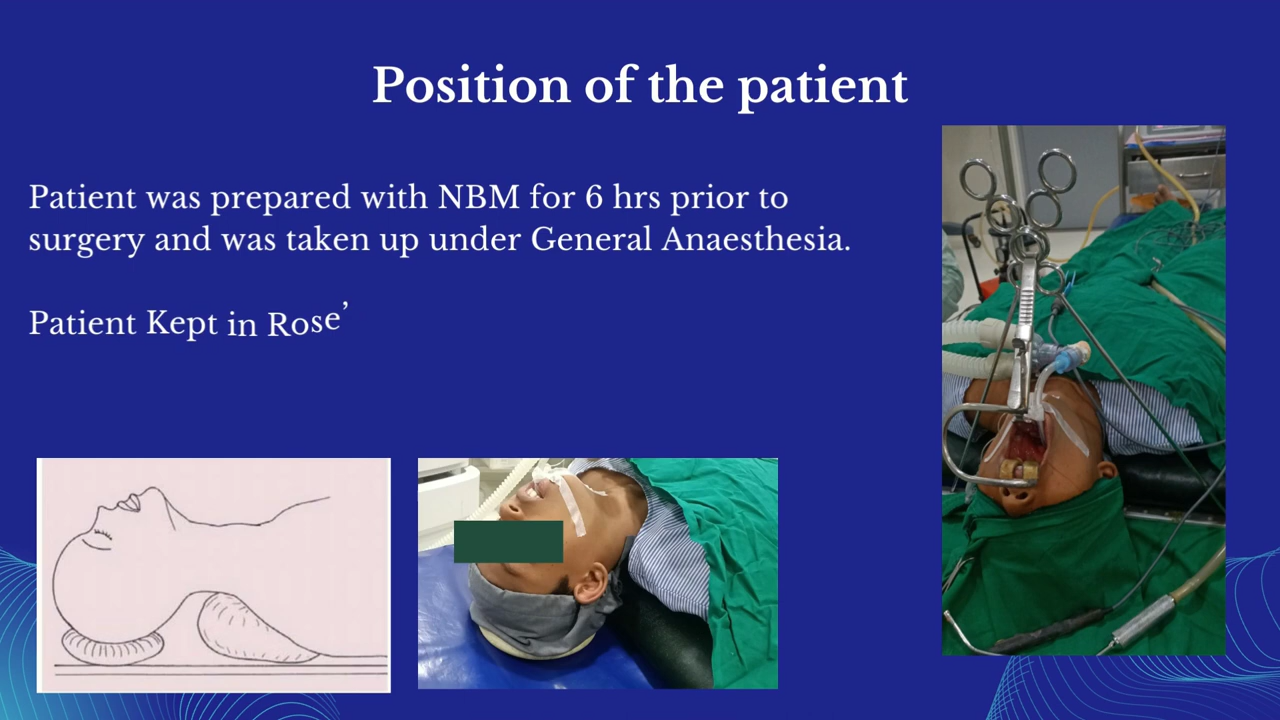 Position of the patient
Patient was prepared with NBM for 6 hrs prior to
surgery and was taken up under General Anaesthesia.
Patient Kept in Rose’